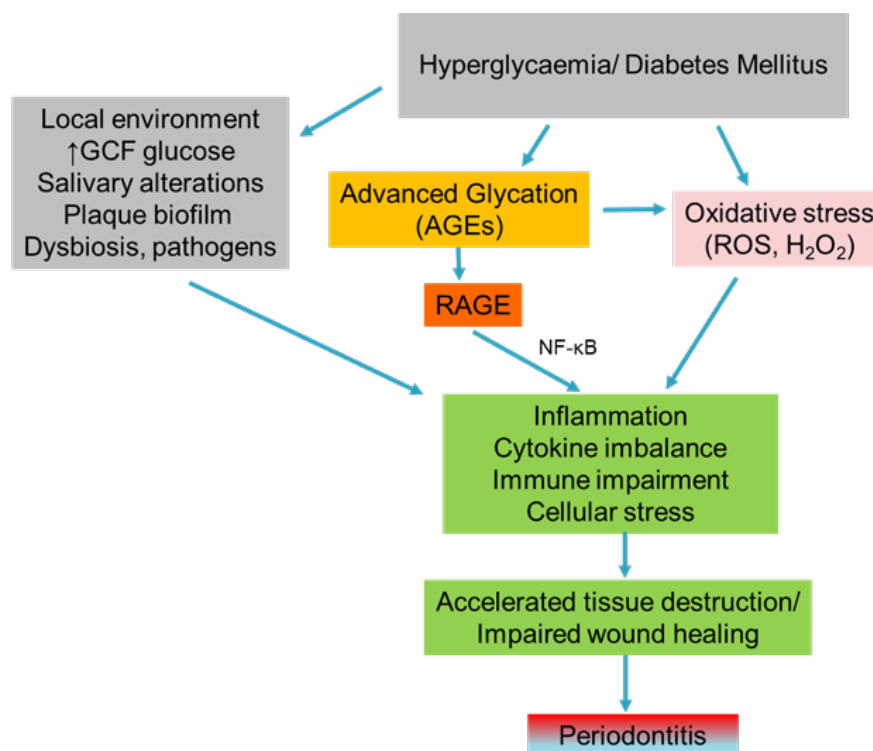 Hyperglycaemia/ Diabetes Mellitus
Local environment
↑GCF glucose
Salivary alterations
Plaque biofilm
Dysbiosis, pathogens
Advanced Glycation
(AGEs)
Oxidative stress
(ROS, H₂O₂)
RAGE
NF-κB
Inflammation
Cytokine imbalance
Immune impairment
Cellular stress
Accelerated tissue destruction/
Impaired wound healing
Periodontitis